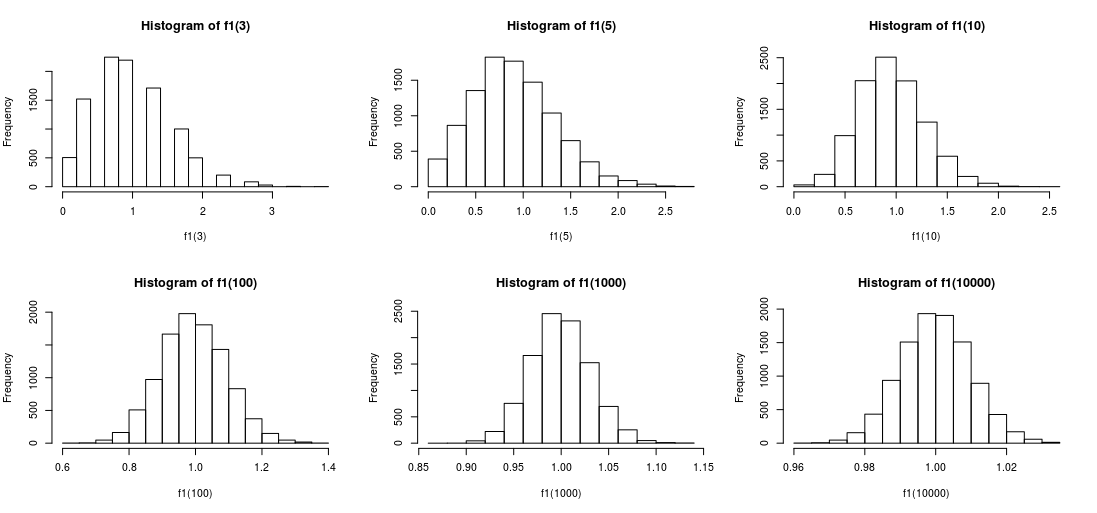 Histogram of f1(3)
Frequency
0 500 1500
0 1 2 3
f1(3)
Histogram of f1(5)
Frequency
0 500 1000 1500
0.0 0.5 1.0 1.5 2.0 2.5
f1(5)
Histogram of f1(10)
Frequency
0 500 1500 2500
0.0 0.5 1.0 1.5 2.0 2.5
f1(10)
Histogram of f1(100)
Frequency
0 500 1000 2000
0.6 0.8 1.0 1.2 1.4
f1(100)
Histogram of f1(1000)
Frequency
0 500 1500 2500
0.85 0.90 0.95 1.00 1.05 1.10 1.15
f1(1000)
Histogram of f1(10000)
Frequency
0 500 1000 1500 2000
0.96 0.98 1.00 1.02
f1(10000)